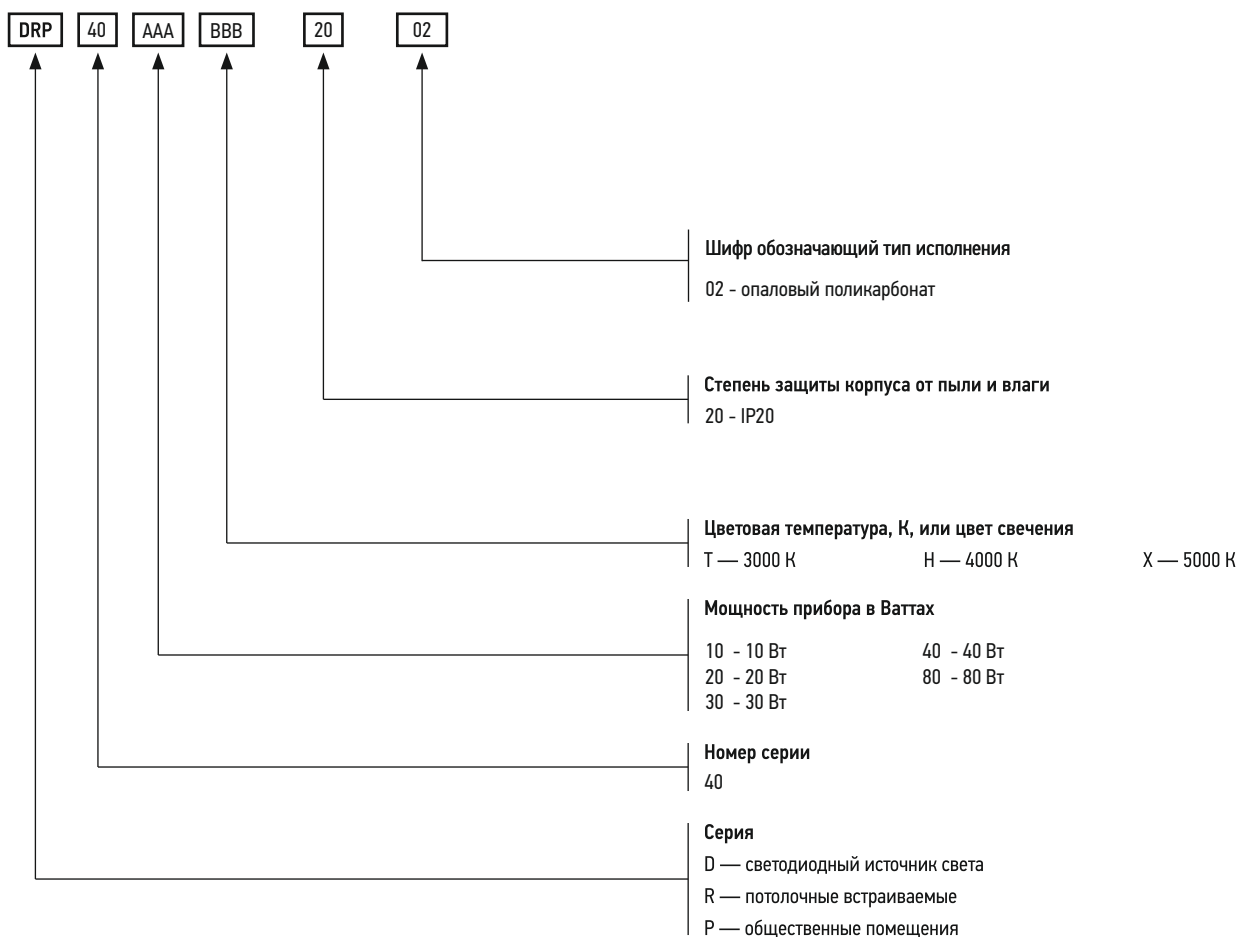 DRP 40 AAA BBB 20 02
Шифр обозначающий тип исполнения
02 - опаловый поликарбонат
Степень защиты корпуса от пыли и влаги
20 - IP20
Цветовая температура, К, или цвет свечения
Т — 3000 К Н — 4000 К Х — 5000 К
Мощность прибора в Ваттах
10 - 10 Вт 40 - 40 Вт
20 - 20 Вт 80 - 80 Вт
30 - 30 Вт
Номер серии
40
Серия
D — светодиодный источник света
R — потолочные встраиваемые
P — общественные помещения